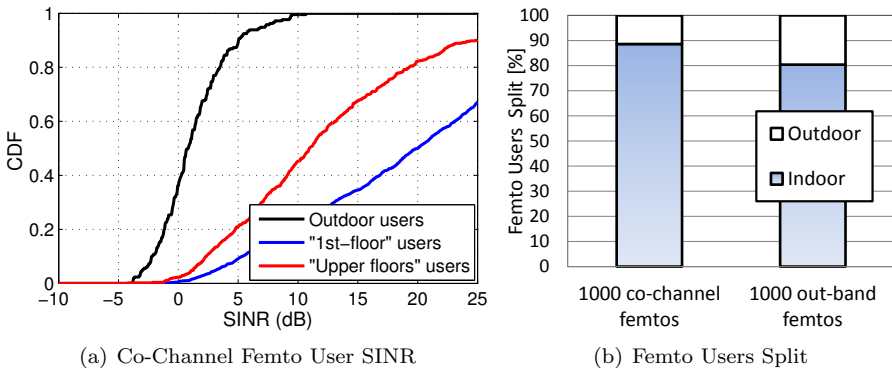 1
0.8
0.6
0.4
0.2
0
CDF
−10 −5 0 5 10 15 20 25
SINR (dB)
Outdoor users
"1st−floor" users
"Upper floors" users
(a) Co-Channel Femto User SINR
100
90
80
70
60
50
40
30
20
10
0
Femto Users Split [%]
Outdoor
Indoor
1000 co-channel femtos
1000 out-band femtos
(b) Femto Users Split